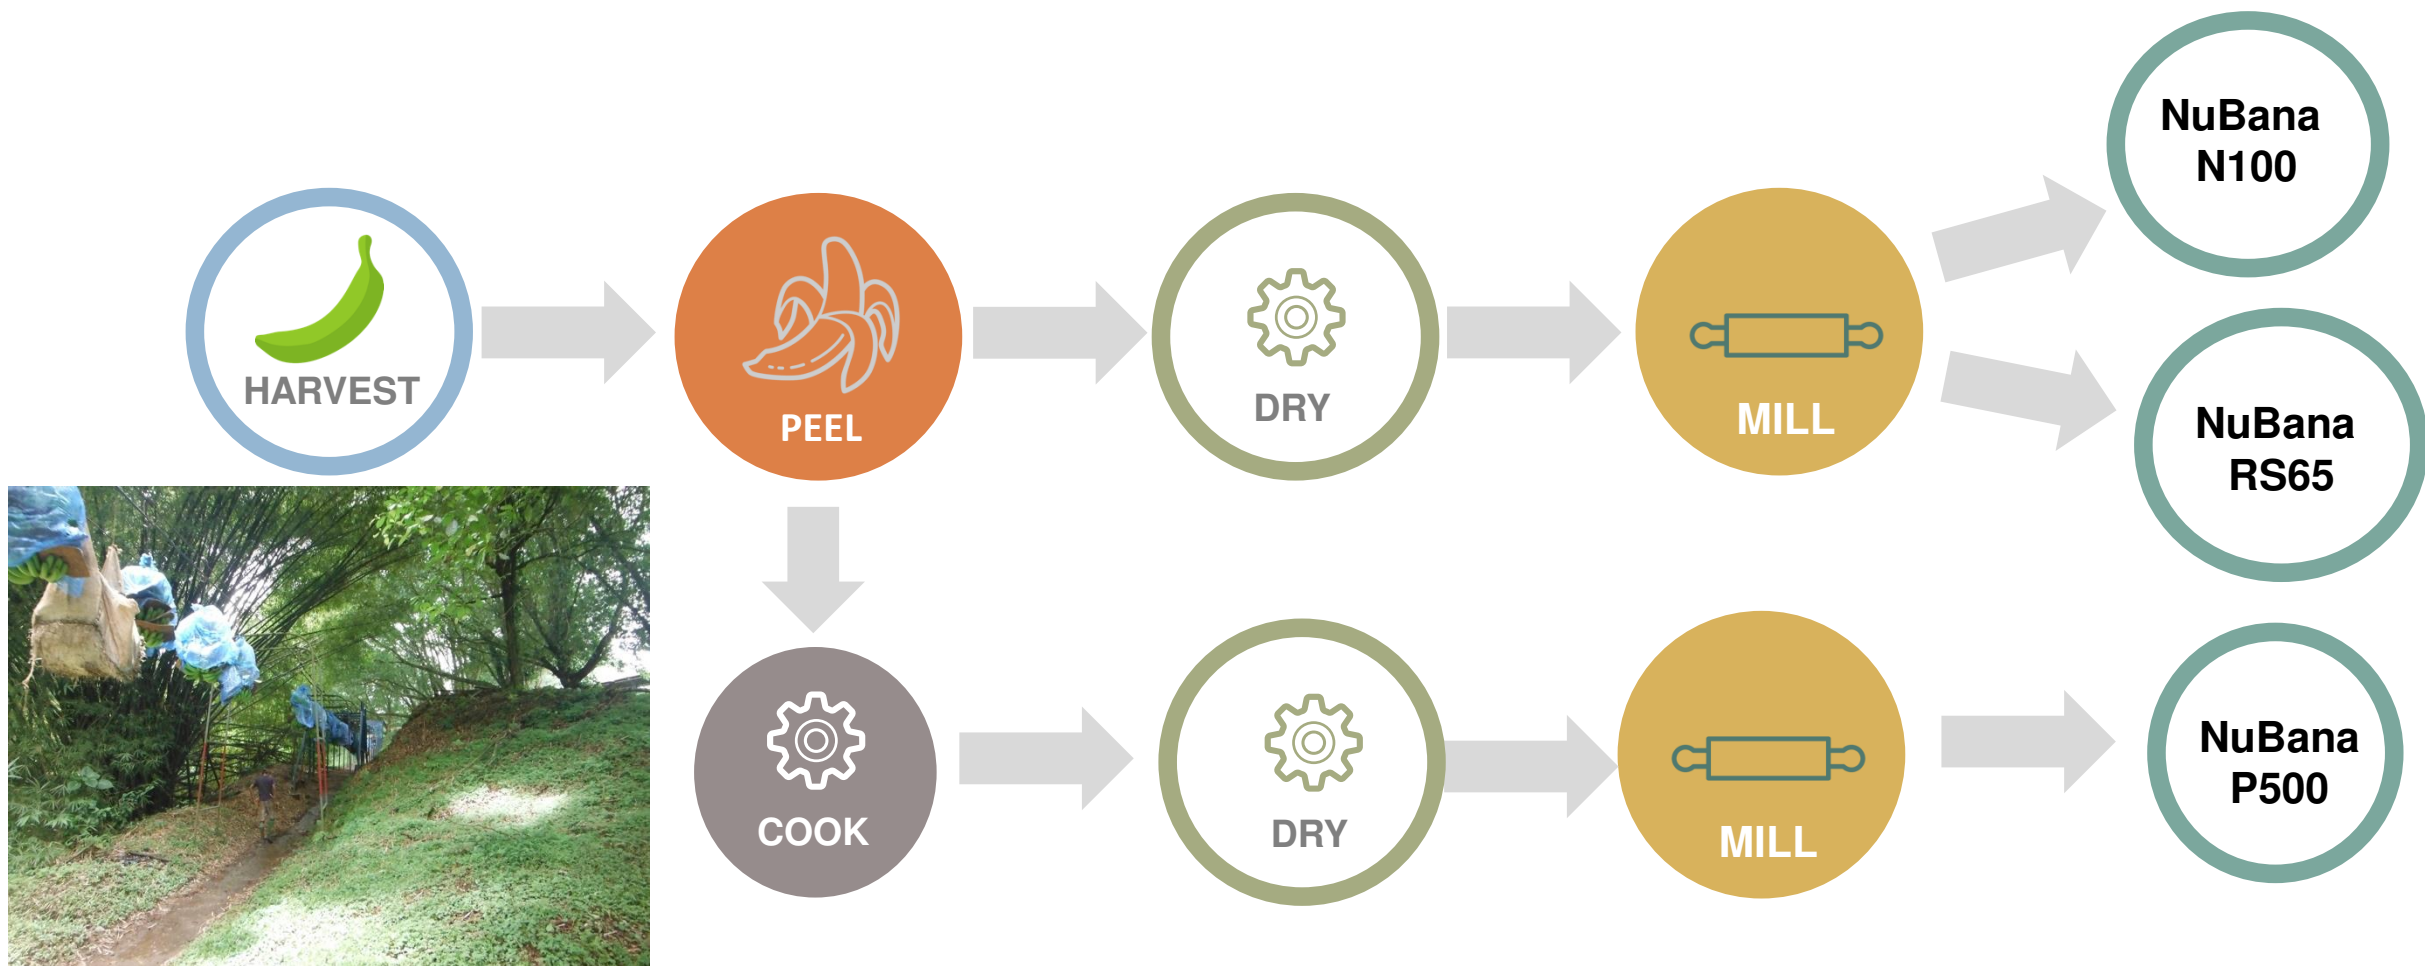 HARVEST
PEEL
DRY
MILL
NuBana
N100
NuBana
RS65
COOK
DRY
MILL
NuBana
P500